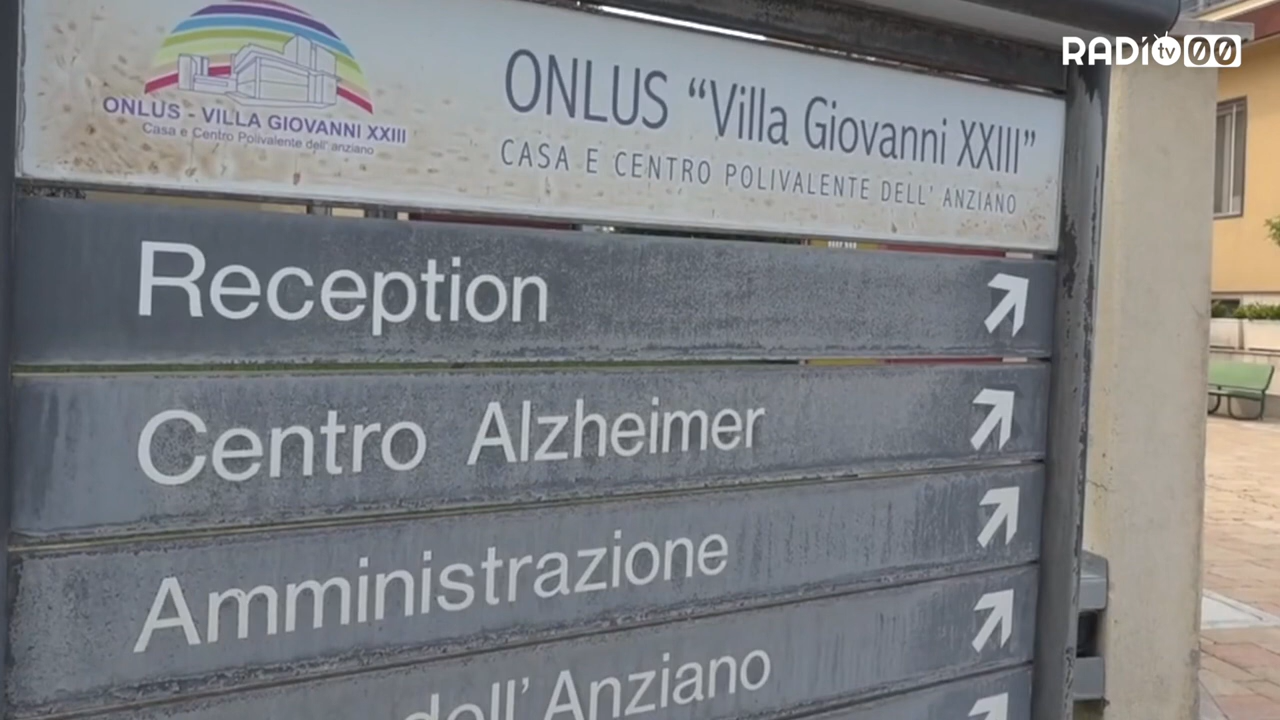 RADIO tv 00
ONLUS - VILLA GIOVANNI XXIII
Casa e Centro Polivalente dell' anziano
ONLUS “Villa Giovanni XXIII”
CASA E CENTRO POLIVALENTE DELL' ANZIANO
Reception
Centro Alzheimer
Amministrazione
dell' Anziano